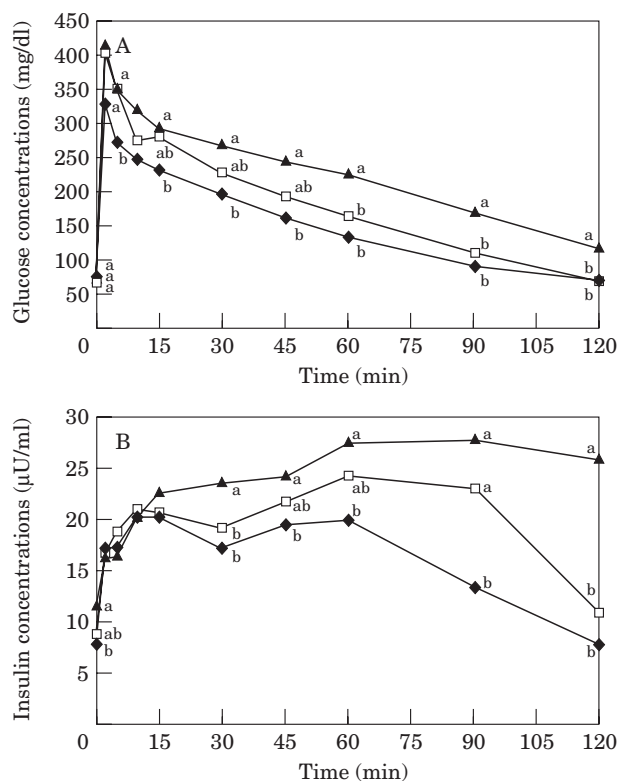 450
A
400
350
300
250
200
150
100
50
Glucose concentrations (mg/dl)
a
a
a
ab
a
ab
a
ab
a
b
a
b
a
b
b
b
b
b
b
b
b
b
a
a
a
0 15 30 45 60 75 90 105 120
Time (min)
30
B
25
20
15
10
5
Insulin concentrations (µU/ml)
a
a
a
a
a
ab
ab
a
b
b
b
b
b
b
b
a
ab
b
0 15 30 45 60 75 90 105 120
Time (min)